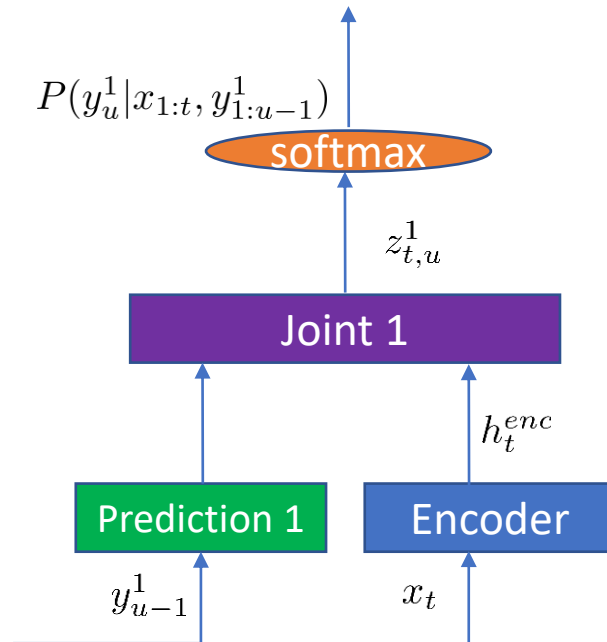 P(y_u^1|x_{1:t}, y_{1:u-1}^1)
softmax
z_{t,u}^1
Joint 1
h_t^{enc}
Prediction 1 Encoder
y_{u-1}^1 x_t